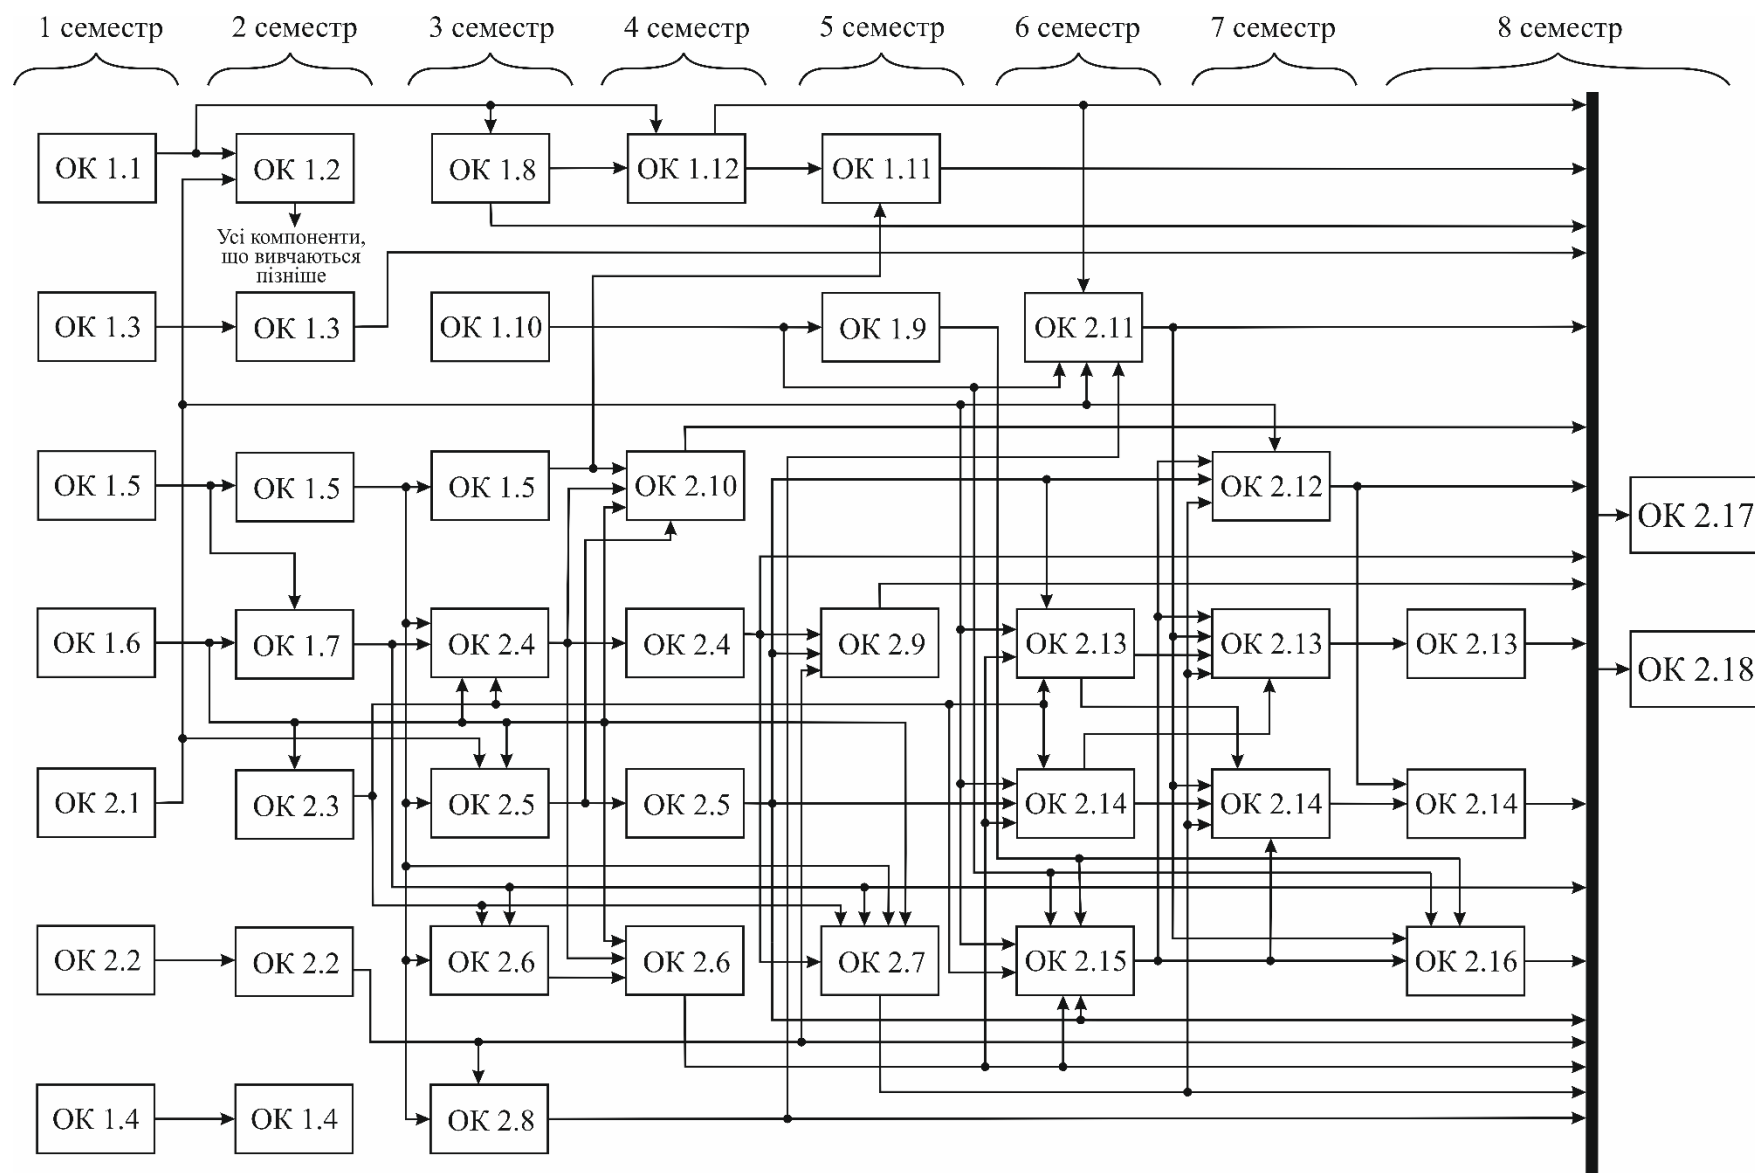 1 семестр
2 семестр
3 семестр
4 семестр
5 семестр
6 семестр
7 семестр
8 семестр
ОК 1.1
ОК 1.2
ОК 1.8
ОК 1.12
ОК 1.11
Усі компоненти,
що вивчаються
пізніше
ОК 1.3
ОК 1.3
ОК 1.10
ОК 1.9
ОК 2.11
ОК 1.5
ОК 1.5
ОК 1.5
ОК 2.10
ОК 2.12
ОК 2.17
ОК 1.6
ОК 1.7
ОК 2.4
ОК 2.4
ОК 2.9
ОК 2.13
ОК 2.13
ОК 2.13
ОК 2.18
ОК 2.1
ОК 2.3
ОК 2.5
ОК 2.5
ОК 2.14
ОК 2.14
ОК 2.14
ОК 2.2
ОК 2.2
ОК 2.6
ОК 2.6
ОК 2.7
ОК 2.15
ОК 2.16
ОК 1.4
ОК 1.4
ОК 2.8